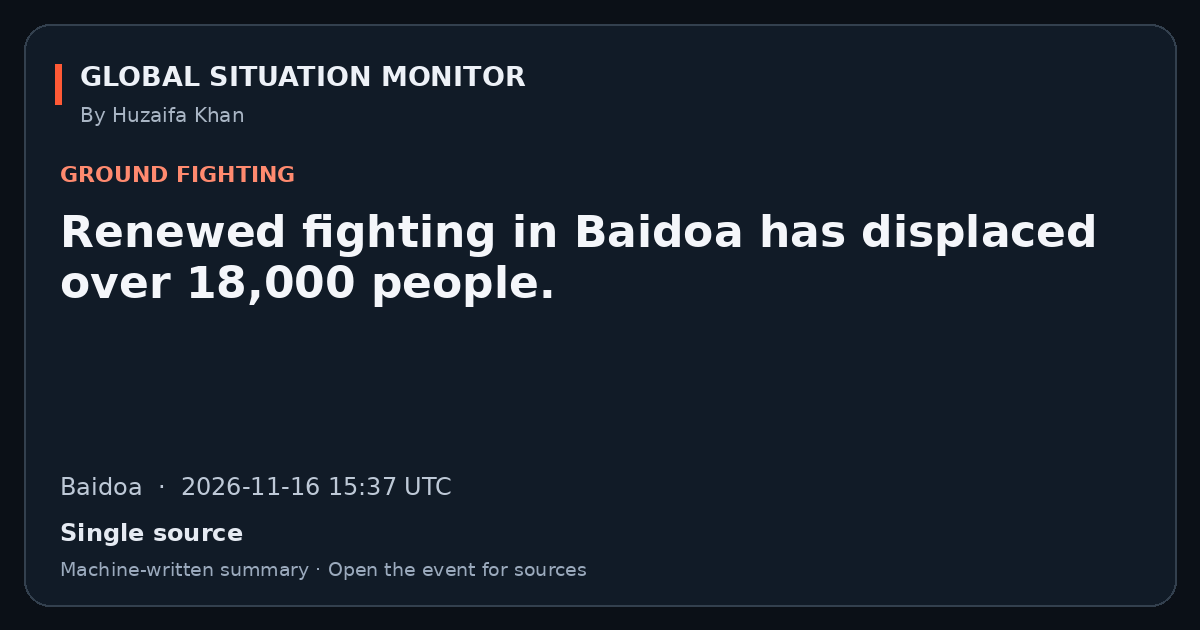 GLOBAL SITUATION MONITOR
By Huzaifa Khan
GROUND FIGHTING
Renewed fighting in Baidoa has displaced
over 18,000 people.
Baidoa · 2026-11-16 15:37 UTC
Single source
Machine-written summary · Open the event for sources